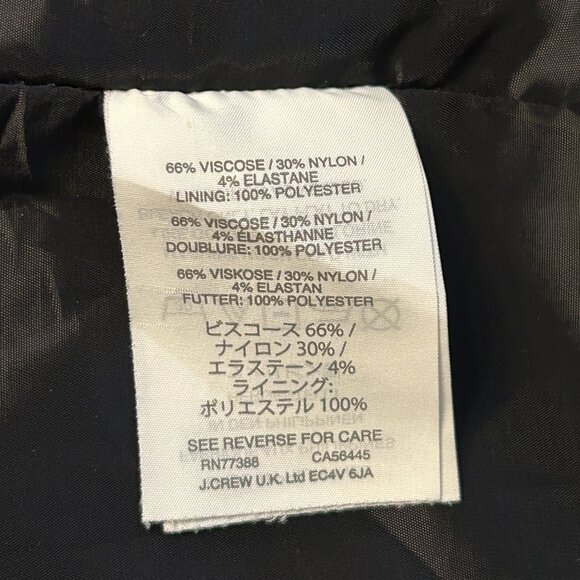 66% VISCOSE / 30% NYLON /
4% ELASTANE
LINING: 100% POLYESTER
66% VISCOSE / 30% NYLON /
4% ÉLASTHANNE
DOUBLURE: 100% POLYESTER
66% VISKOSE / 30% NYLON /
4% ELASTAN
FUTTER: 100% POLYESTER
ビスコース 66% /
ナイロン 30% /
エラステーン 4%
ライニング:
ポリエステル 100%
SEE REVERSE FOR CARE
RN77388 CA56445
J.CREW U.K. Ltd EC4V 6JA